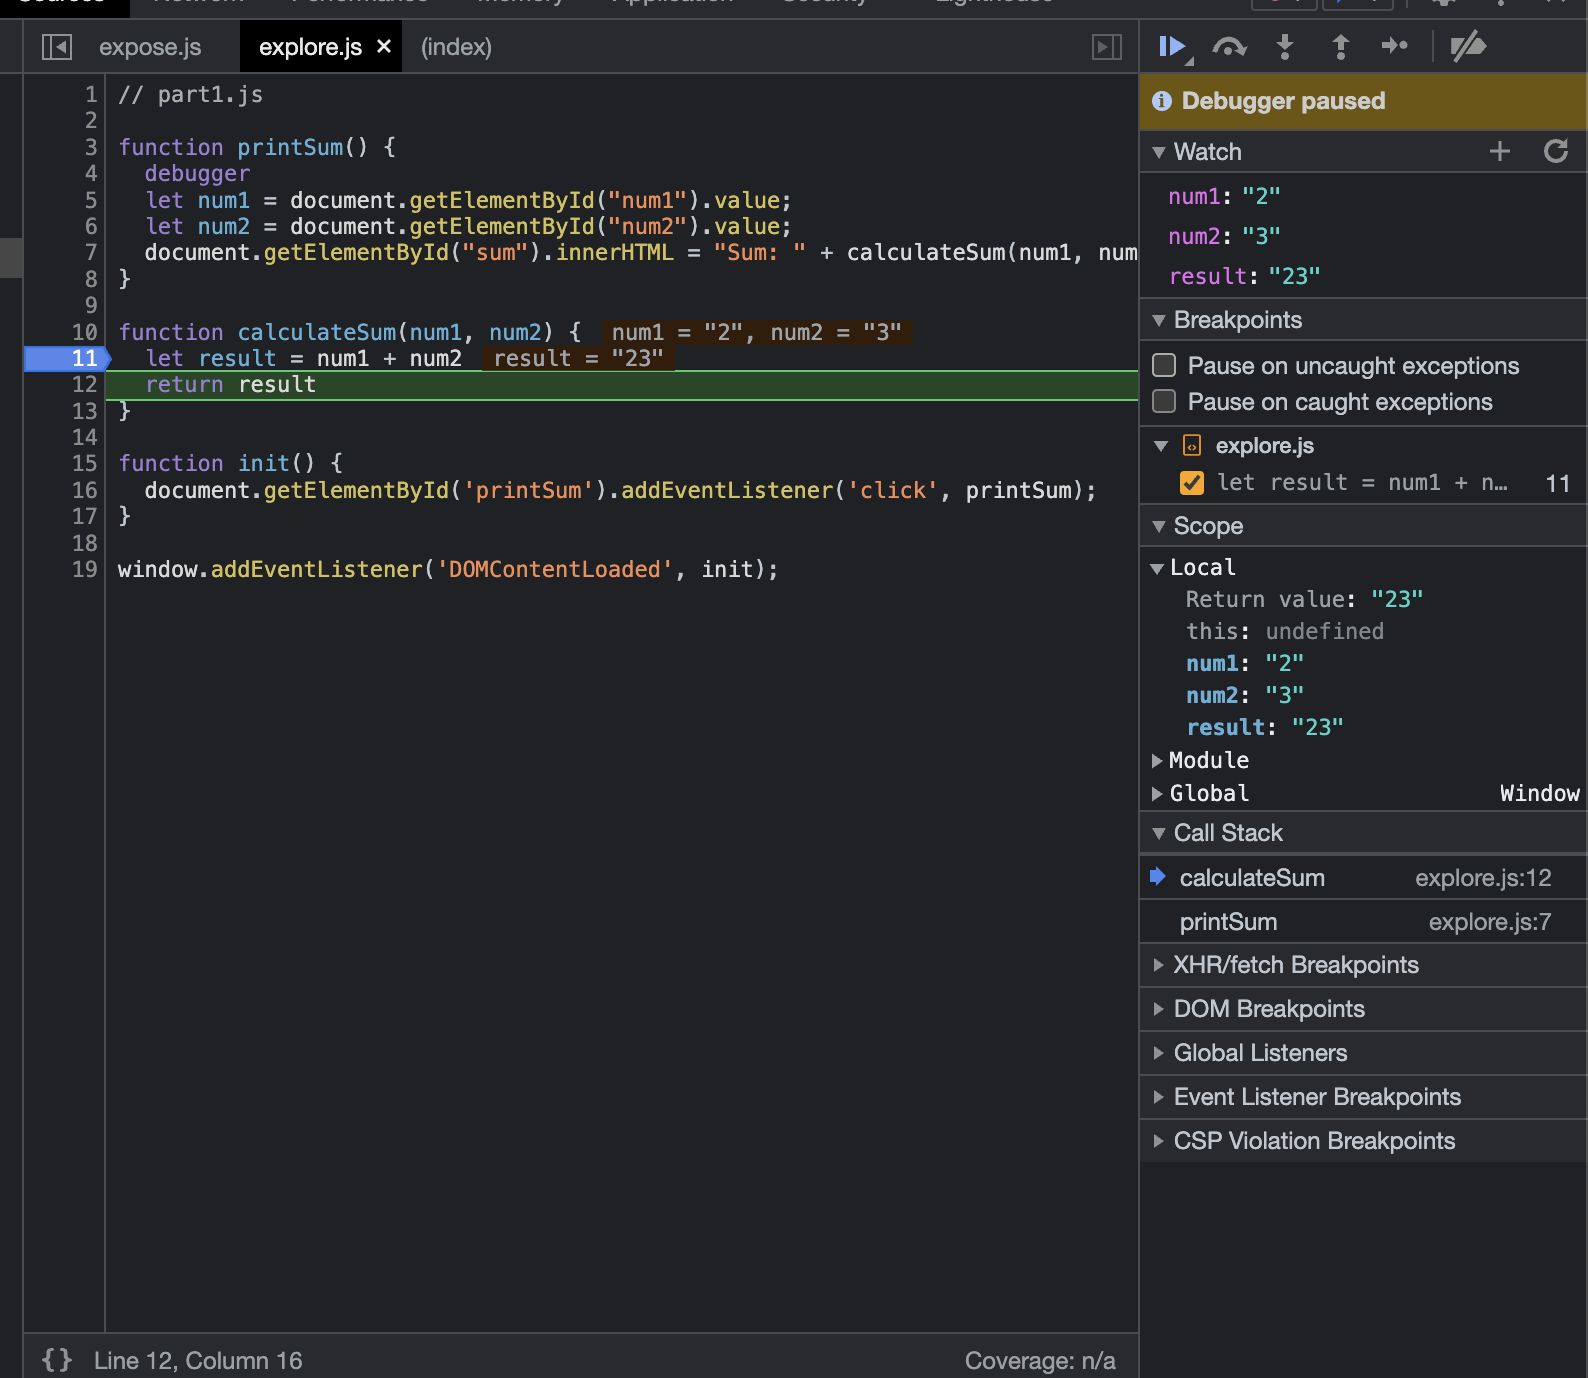 Sources Network Performance Memory Application Security Lighthouse
expose.js explore.js × (index)
Debugger paused
1 // part1.js
2
3 function printSum() {
4 debugger
5 let num1 = document.getElementById("num1").value;
6 let num2 = document.getElementById("num2").value;
7 document.getElementById("sum").innerHTML = "Sum: " + calculateSum(num1, num
8 }
9
10 function calculateSum(num1, num2) { num1 = "2", num2 = "3"
11 let result = num1 + num2 result = "23"
12 return result
13 }
14
15 function init() {
16 document.getElementById('printSum').addEventListener('click', printSum);
17 }
18
19 window.addEventListener('DOMContentLoaded', init);
{} Line 12, Column 16 Coverage: n/a
Watch
num1: "2"
num2: "3"
result: "23"
Breakpoints
Pause on uncaught exceptions
Pause on caught exceptions
explore.js
let result = num1 + n… 11
Scope
Local
Return value: "23"
this: undefined
num1: "2"
num2: "3"
result: "23"
Module
Global Window
Call Stack
calculateSum explore.js:12
printSum explore.js:7
XHR/fetch Breakpoints
DOM Breakpoints
Global Listeners
Event Listener Breakpoints
CSP Violation Breakpoints